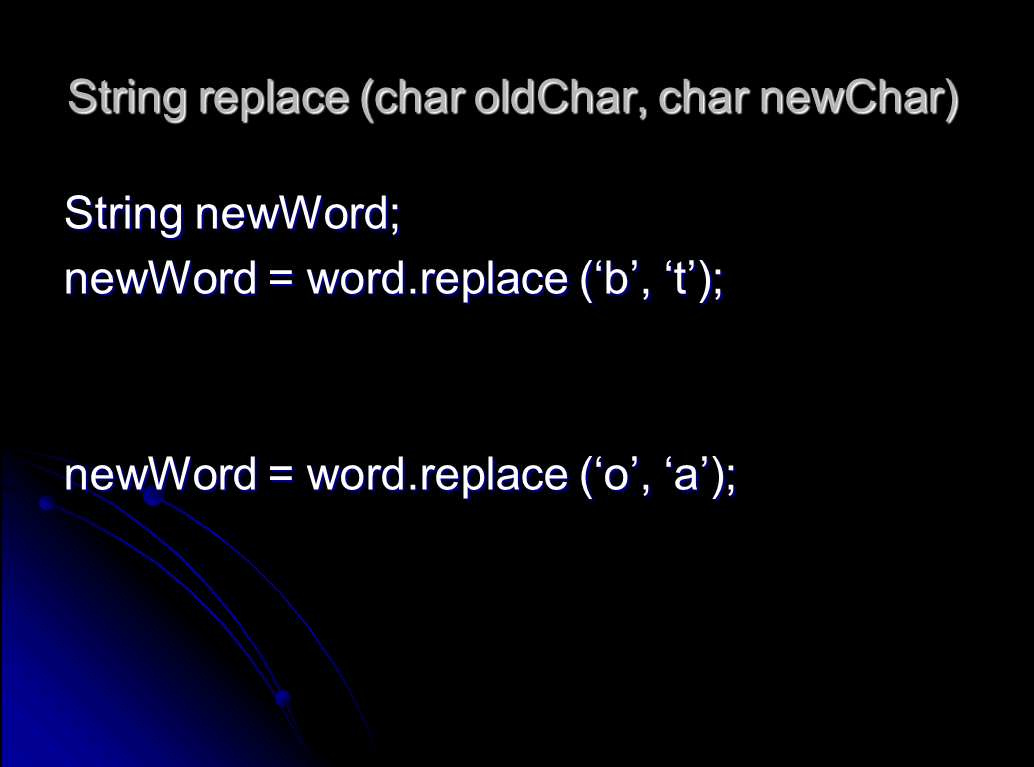 String replace (char oldChar, char newChar)
String newWord;
newWord = word.replace (‘b’, ‘t’);
newWord = word.replace (‘o’, ‘a’);